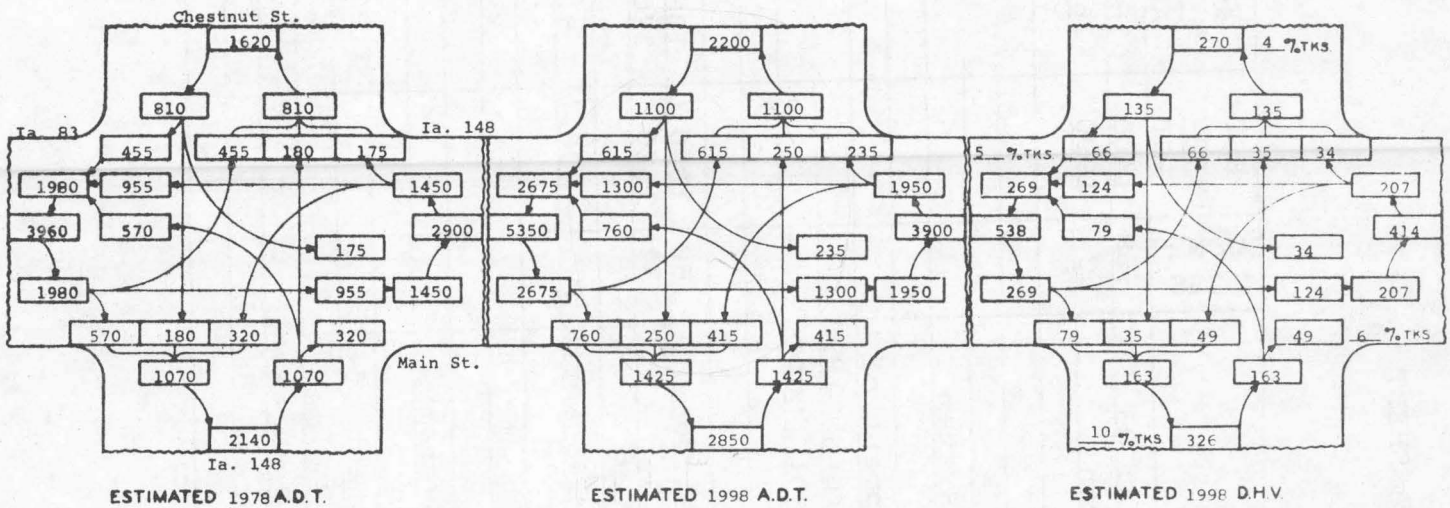 Chestnut St.
1620 2200 270 4 %TKS
810 810 1100 1100 135 135
Ia. 83 Ia. 148
455 455 180 175 615 615 250 235 5 %TKS 66 66 35 34
1980 955 1450 2675 1300 1950 269 124 207
3960 570 2900 5350 760 3900 538 79 414
175 235 34
1980 955 1450 2675 1300 1950 269 124 207
570 180 320 320 760 250 415 415 79 35 49 49 6 %TKS
Main St.
1070 1070 1425 1425 163 163
2140 2850 10 %TKS 326
Ia. 148
ESTIMATED 1978 A.D.T. ESTIMATED 1998 A.D.T. ESTIMATED 1998 D.H.V.